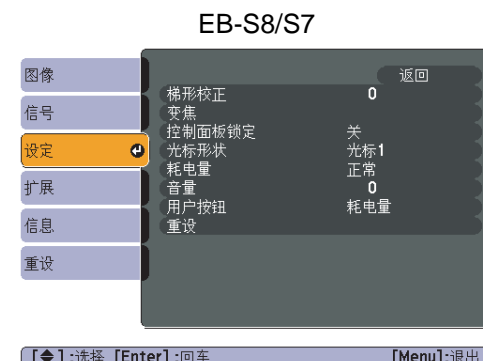 EB-S8/S7
图像
信号
设定
扩展
信息
重设
返回
梯形校正 0
变焦
控制面板锁定 关
光标形状 光标1
耗电量 正常
音量 0
用户按钮 耗电量
重设
[◆]:选择 [Enter]:回车 [Menu]:退出